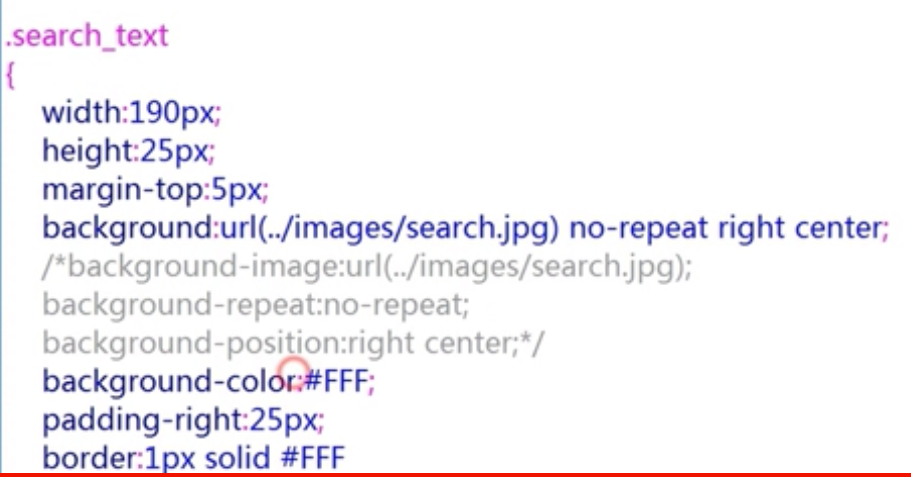 .search_text
{
width:190px;
height:25px;
margin-top:5px;
background:url(../images/search.jpg) no-repeat right center;
/*background-image:url(../images/search.jpg);
background-repeat:no-repeat;
background-position:right center;*/
background-color:#FFF;
padding-right:25px;
border:1px solid #FFF